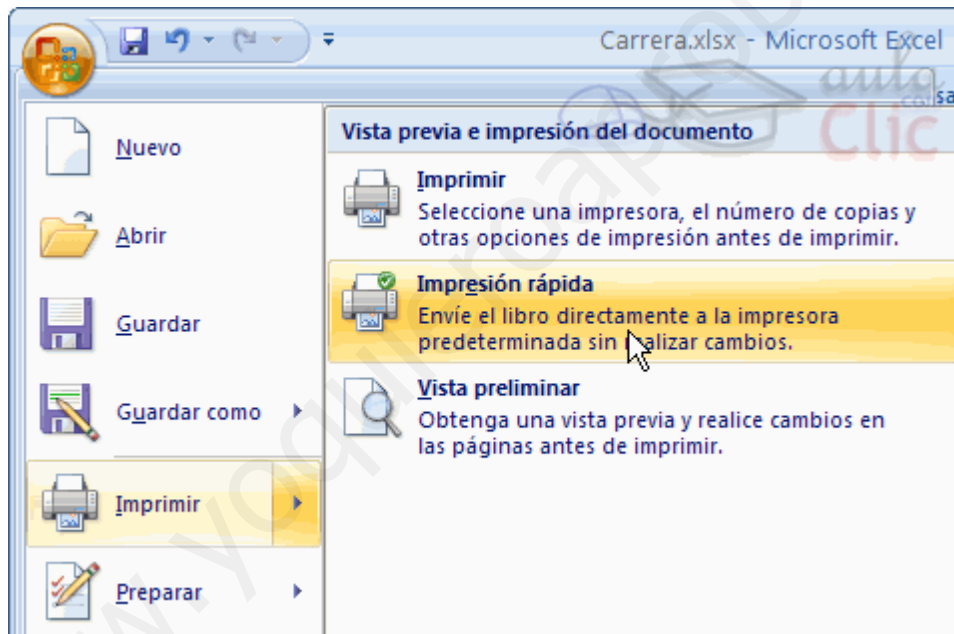 Carrera.xlsx - Microsoft Excel
aula
Clic
Nuevo
Abrir
Guardar
Guardar como
Imprimir
Preparar
Vista previa e impresión del documento
Imprimir
Seleccione una impresora, el número de copias y
otras opciones de impresión antes de imprimir.
Impresión rápida
Envíe el libro directamente a la impresora
predeterminada sin realizar cambios.
Vista preliminar
Obtenga una vista previa y realice cambios en
las páginas antes de imprimir.